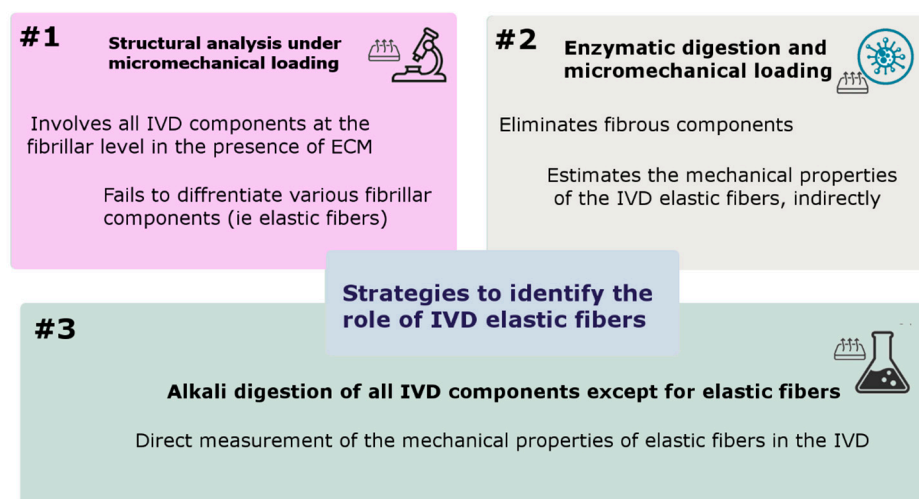 #1
Structural analysis under
micromechanical loading
Involves all IVD components at the
fibrillar level in the presence of ECM
Fails to diffrentiate various fibrillar
components (ie elastic fibers)
#2
Enzymatic digestion and
micromechanical loading
Eliminates fibrous components
Estimates the mechanical properties
of the IVD elastic fibers, indirectly
Strategies to identify the
role of IVD elastic fibers
#3
Alkali digestion of all IVD components except for elastic fibers
Direct measurement of the mechanical properties of elastic fibers in the IVD